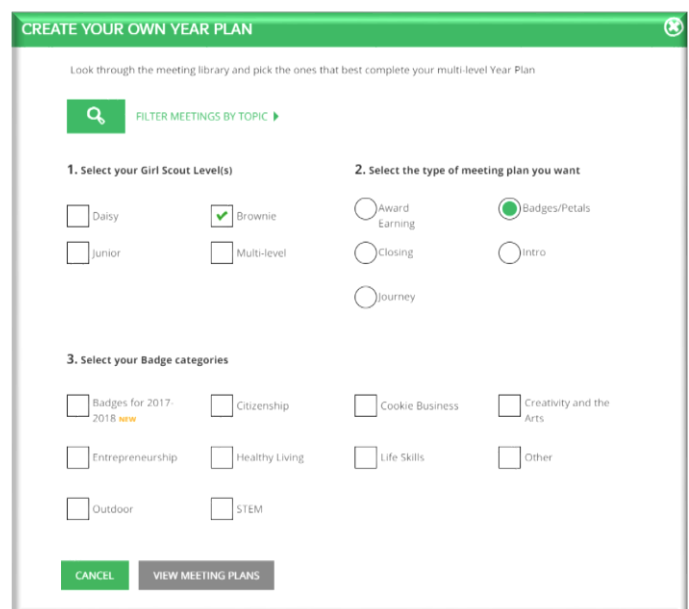 CREATE YOUR OWN YEAR PLAN
Look through the meeting library and pick the ones that best complete your multi-level Year Plan
FILTER MEETINGS BY TOPIC
1. Select your Girl Scout Level(s)
Daisy
Brownie
Junior
Multi-level
2. Select the type of meeting plan you want
Award
Earning
Badges/Petals
Closing
Intro
Journey
3. Select your Badge categories
Badges for 2017-
2018 NEW
Citizenship
Cookie Business
Creativity and the
Arts
Entrepreneurship
Healthy Living
Life Skills
Other
Outdoor
STEM
CANCEL
VIEW MEETING PLANS